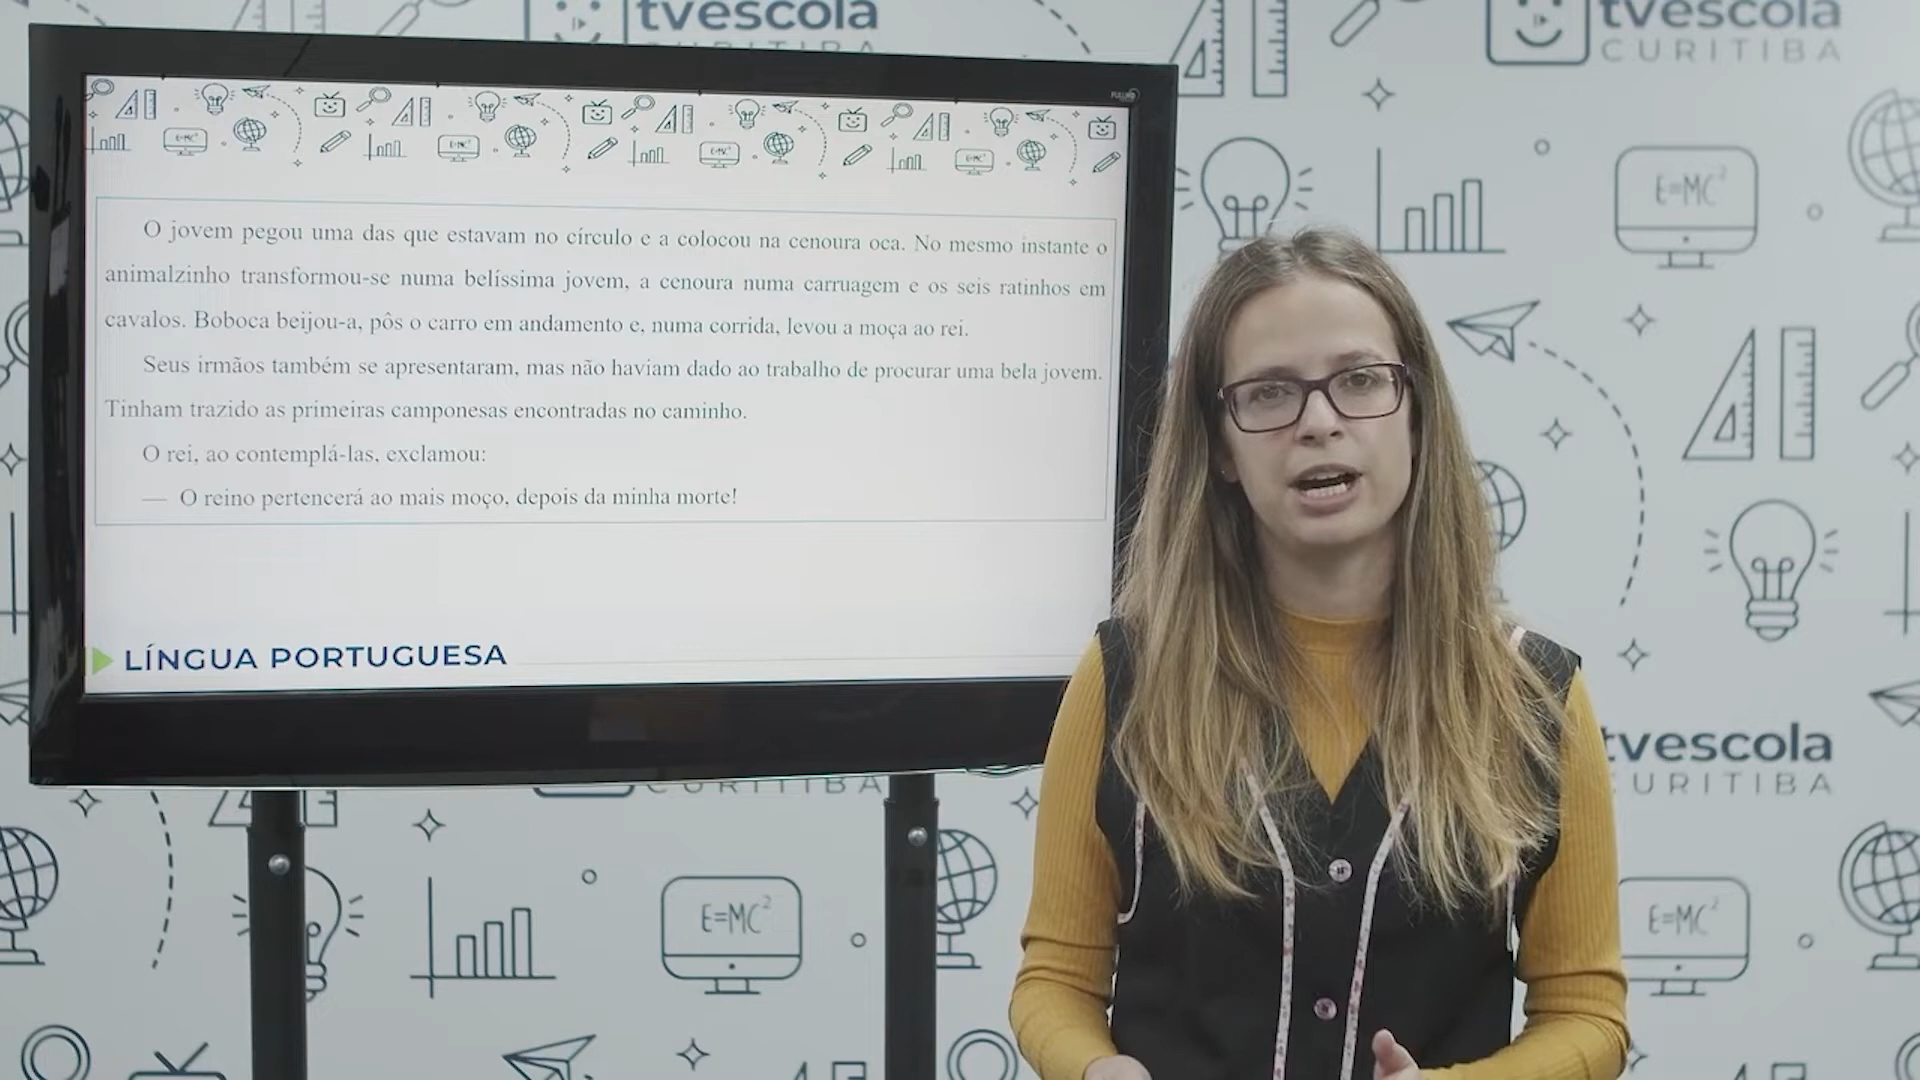 tvescola
CURITIBA
tvescola
CURITIBA
FULL HD
O jovem pegou uma das que estavam no círculo e a colocou na cenoura oca. No mesmo instante o
animalzinho transformou-se numa belíssima jovem, a cenoura numa carruagem e os seis ratinhos em
cavalos. Boboca beijou-a, pôs o carro em andamento e, numa corrida, levou a moça ao rei.
Seus irmãos também se apresentaram, mas não haviam dado ao trabalho de procurar uma bela jovem.
Tinham trazido as primeiras camponesas encontradas no caminho.
O rei, ao contemplá-las, exclamou:
— O reino pertencerá ao mais moço, depois da minha morte!
LÍNGUA PORTUGUESA
E=MC²
tvescola
CURITIBA
CURITIBA
E=MC²
E=MC²